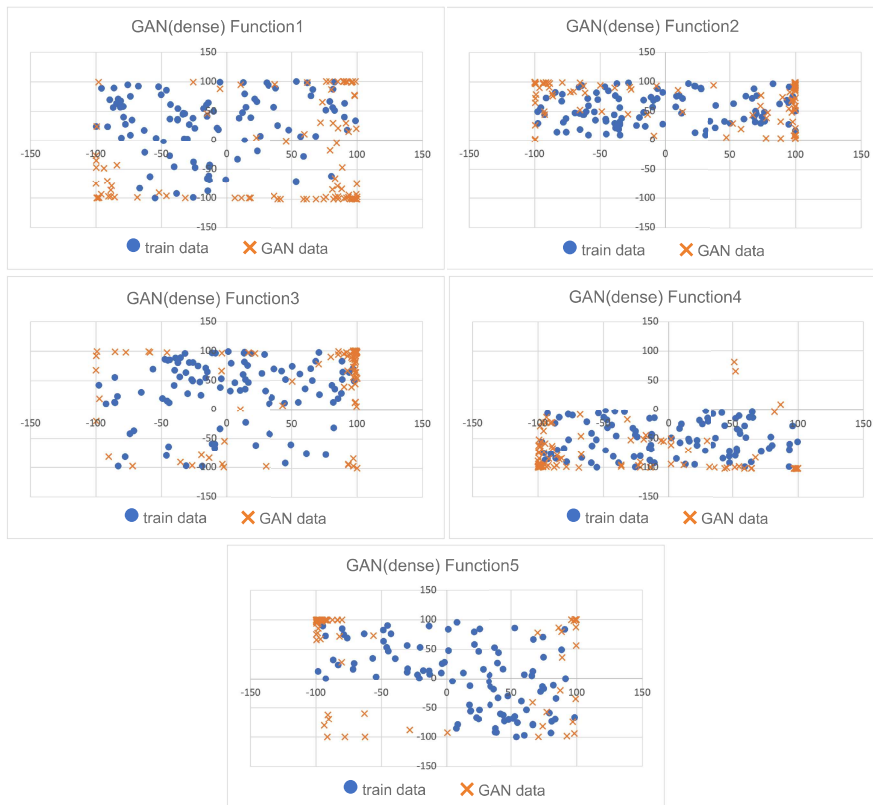 GAN(dense) Function1
150
100
50
0
-50
-100
-150
-150 -100 -50 0 50 100 150
train data GAN data
GAN(dense) Function2
150
100
50
0
-50
-100
-150
-150 -100 -50 0 50 100 150
train data GAN data
GAN(dense) Function3
150
100
50
0
-50
-100
-150
-150 -100 -50 0 50 100 150
train data GAN data
GAN(dense) Function4
150
100
50
0
-50
-100
-150
-150 -100 -50 0 50 100 150
train data GAN data
GAN(dense) Function5
150
100
50
0
-50
-100
-150
-150 -100 -50 0 50 100 150
train data GAN data